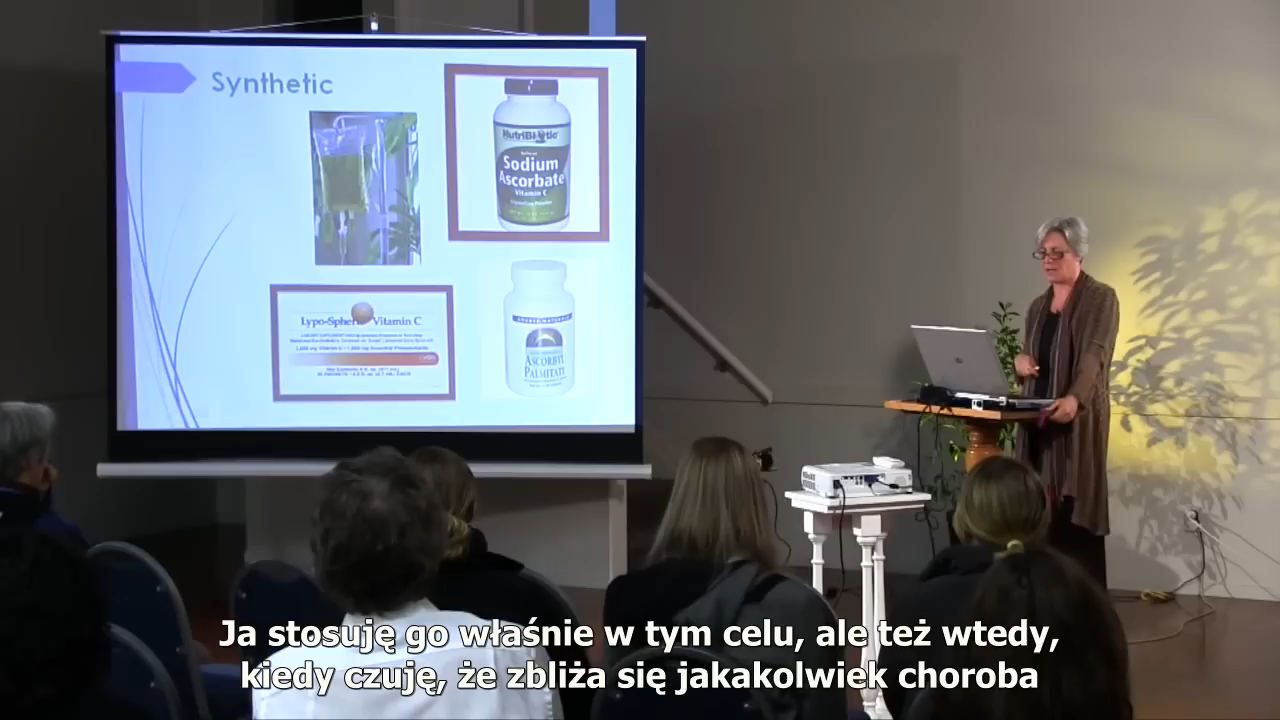 Synthetic
NutriBiotic
Sodium
Ascorbate
Vitamin C
Lypo-Spheric Vitamin C
ASCORBYL
PALMITATE
Ja stosuję go właśnie w tym celu, ale też wtedy,
kiedy czuję, że zbliża się jakakolwiek choroba